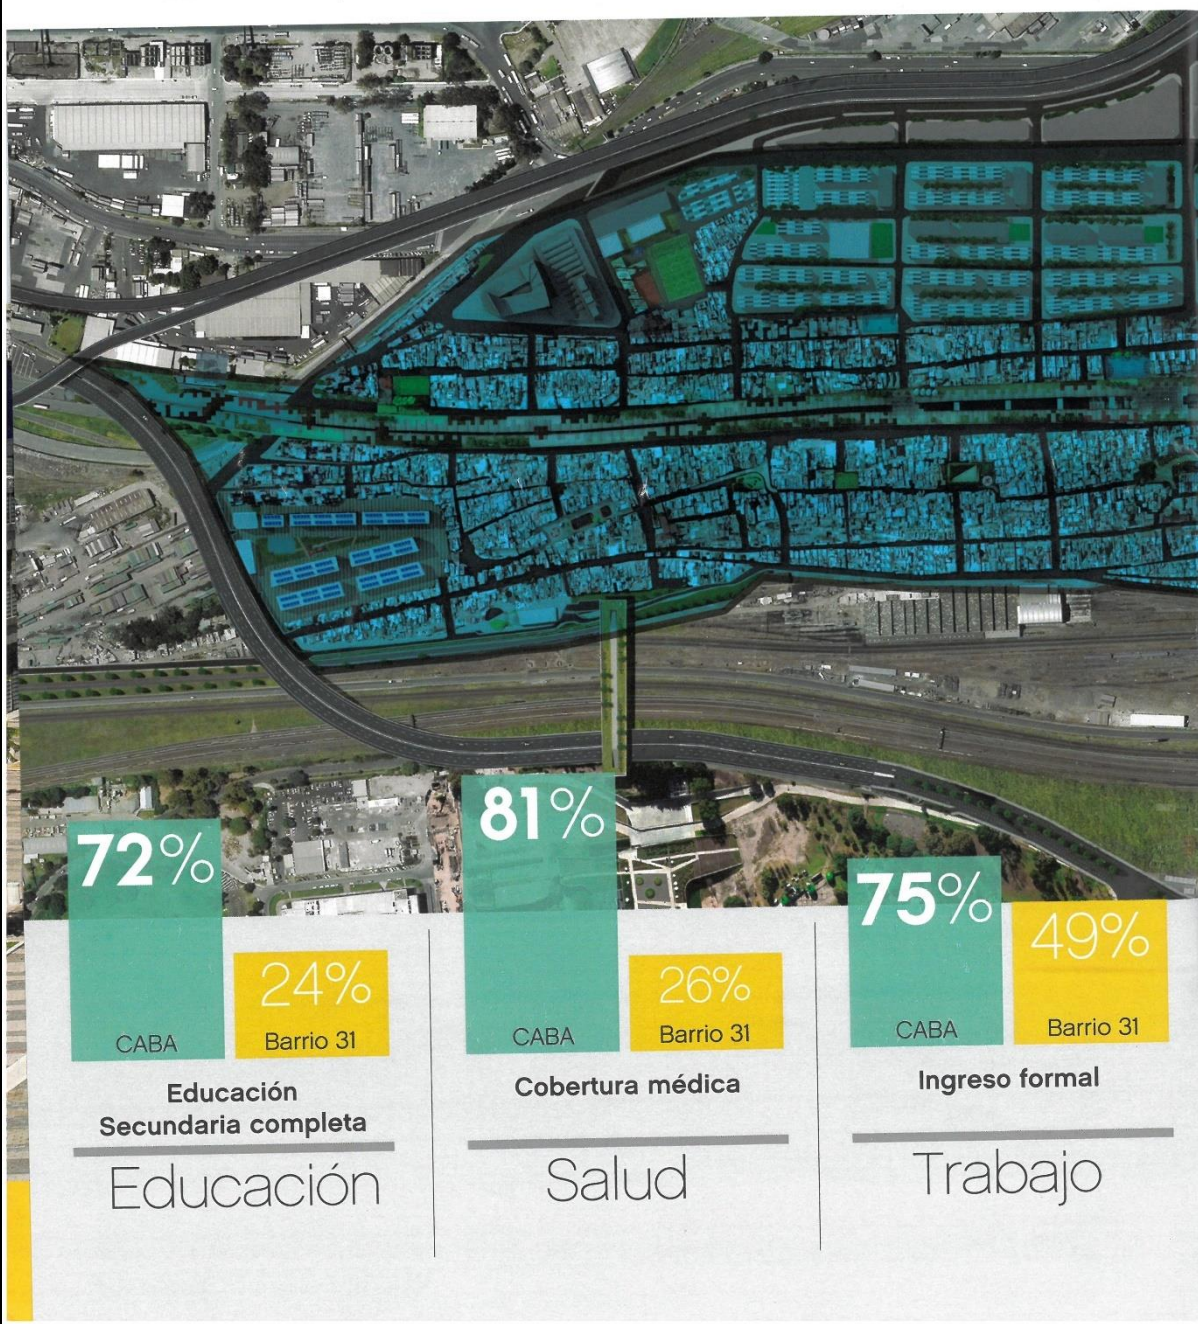 72%
CABA
24%
Barrio 31
Educación
Secundaria completa
Educación
81%
CABA
26%
Barrio 31
Cobertura médica
Salud
75%
CABA
49%
Barrio 31
Ingreso formal
Trabajo